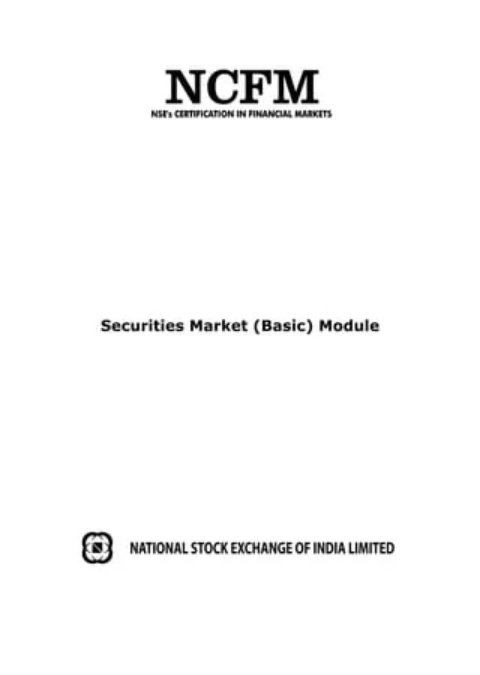 NCFM
NSE's CERTIFICATION IN FINANCIAL MARKETS
Securities Market (Basic) Module
NATIONAL STOCK EXCHANGE OF INDIA LIMITED